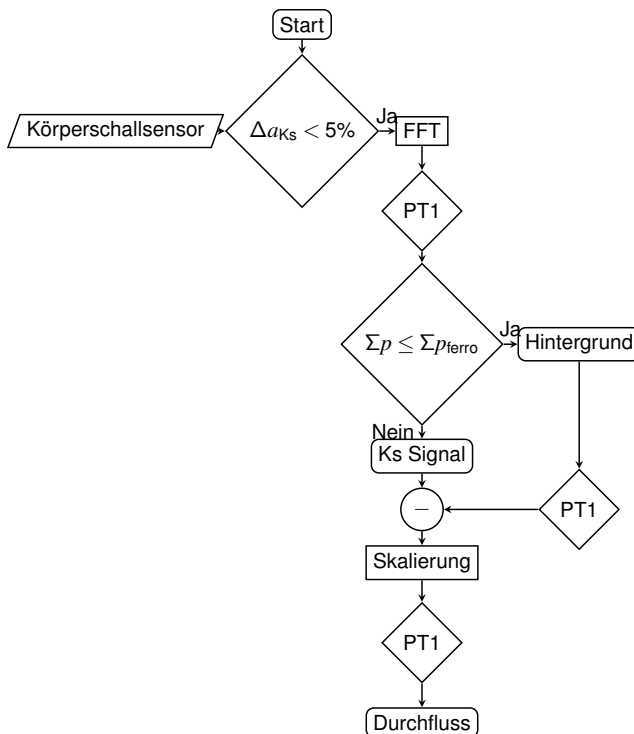 Start
Körperschallsensor
Δa_Ks < 5%
Ja
FFT
PT1
Σp ≤ Σp_ferro
Ja
Hintergrund
Nein
Ks Signal
−
PT1
Skalierung
PT1
Durchfluss